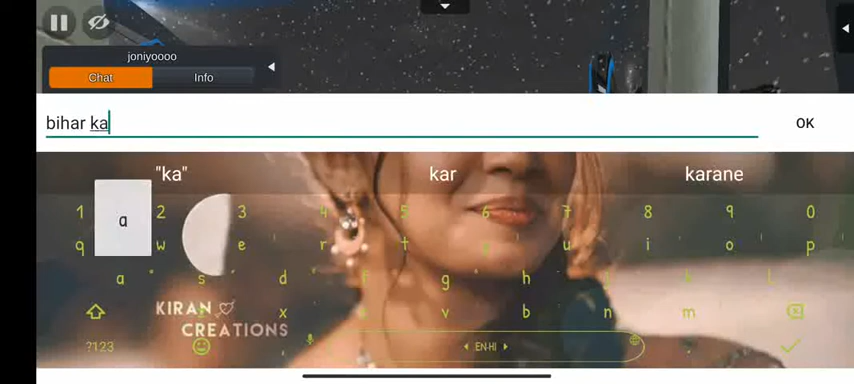 joniyoooo
Chat Info
bihar ka OK
"ka" kar karane
1 2 3 4 5 6 7 8 9 0
a
q w e r t y u i o p
a s d f g h j k l
z x c v b n m
KIRAN
CREATIONS
?123 EN·HI